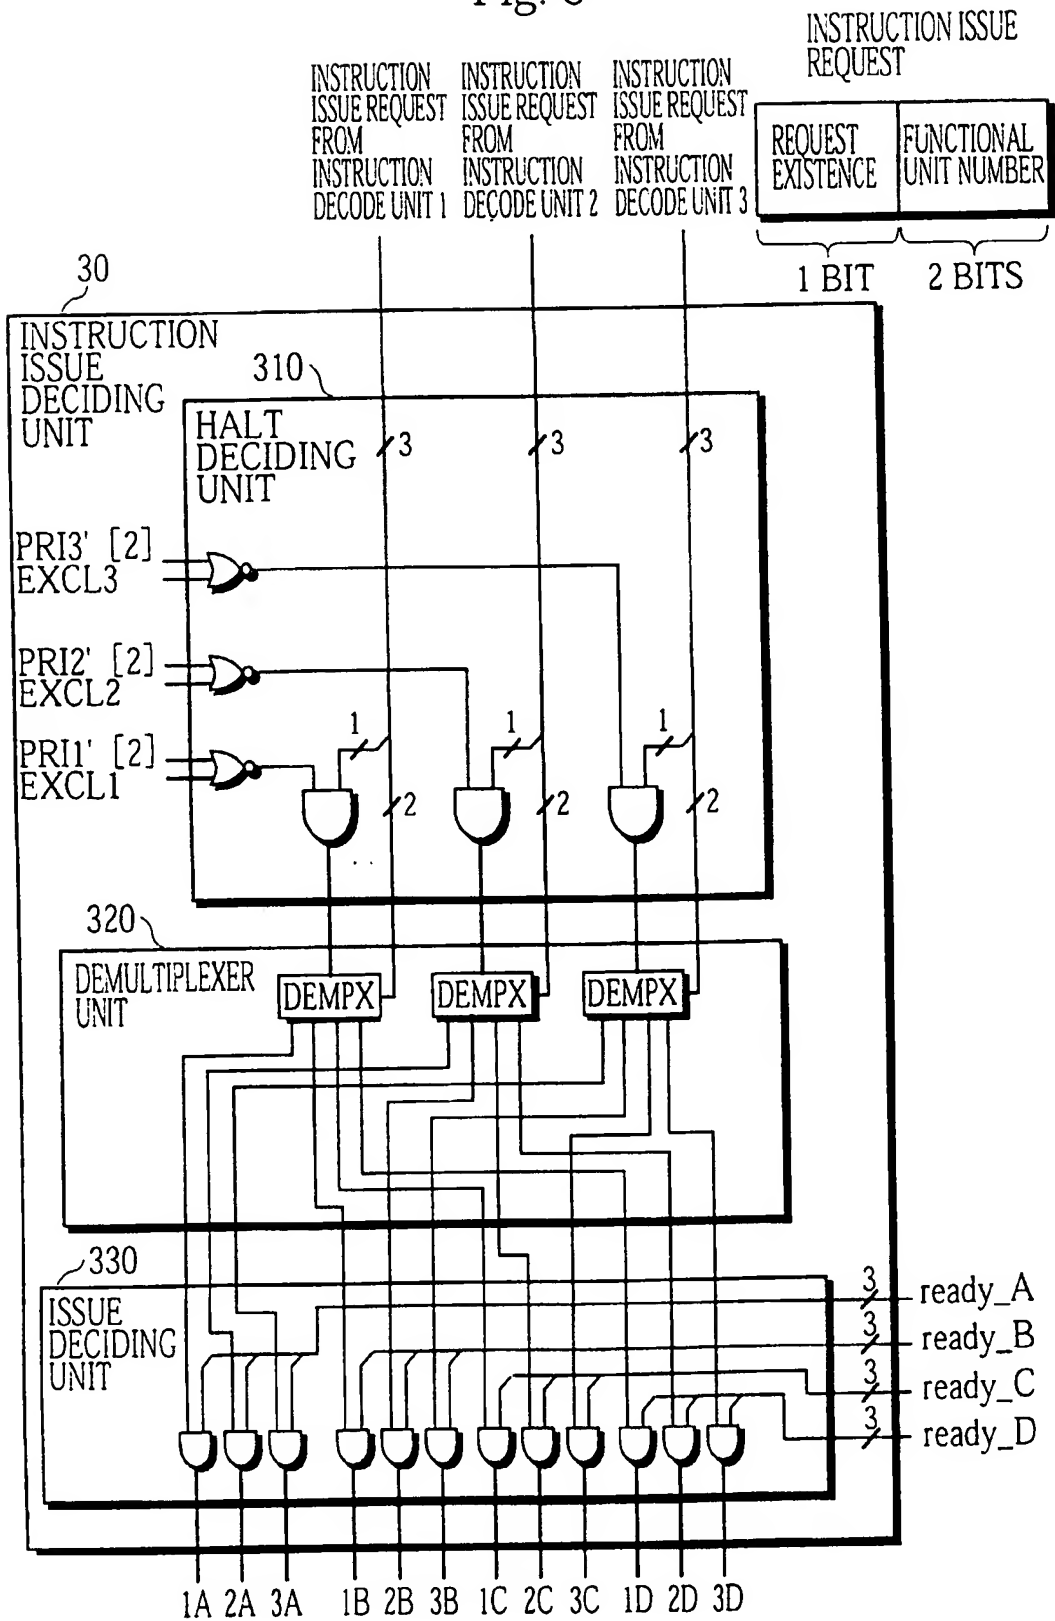 INSTRUCTION ISSUE
REQUEST
REQUEST
EXISTENCE
FUNCTIONAL
UNIT NUMBER
1 BIT
2 BITS
INSTRUCTION
ISSUE REQUEST
FROM
INSTRUCTION
DECODE UNIT 1
INSTRUCTION
ISSUE REQUEST
FROM
INSTRUCTION
DECODE UNIT 2
INSTRUCTION
ISSUE REQUEST
FROM
INSTRUCTION
DECODE UNIT 3
30
INSTRUCTION
ISSUE
DECIDING
UNIT
310
HALT
DECIDING
UNIT
3
3
3
PRI3' [2]
EXCL3
PRI2' [2]
EXCL2
PRI1' [2]
EXCL1
1
1
1
2
2
2
320
DEMULTIPLEXER
UNIT
DEMPX
DEMPX
DEMPX
330
ISSUE
DECIDING
UNIT
3
ready_A
3
ready_B
3
ready_C
3
ready_D
1A 2A 3A 1B 2B 3B 1C 2C 3C 1D 2D 3D